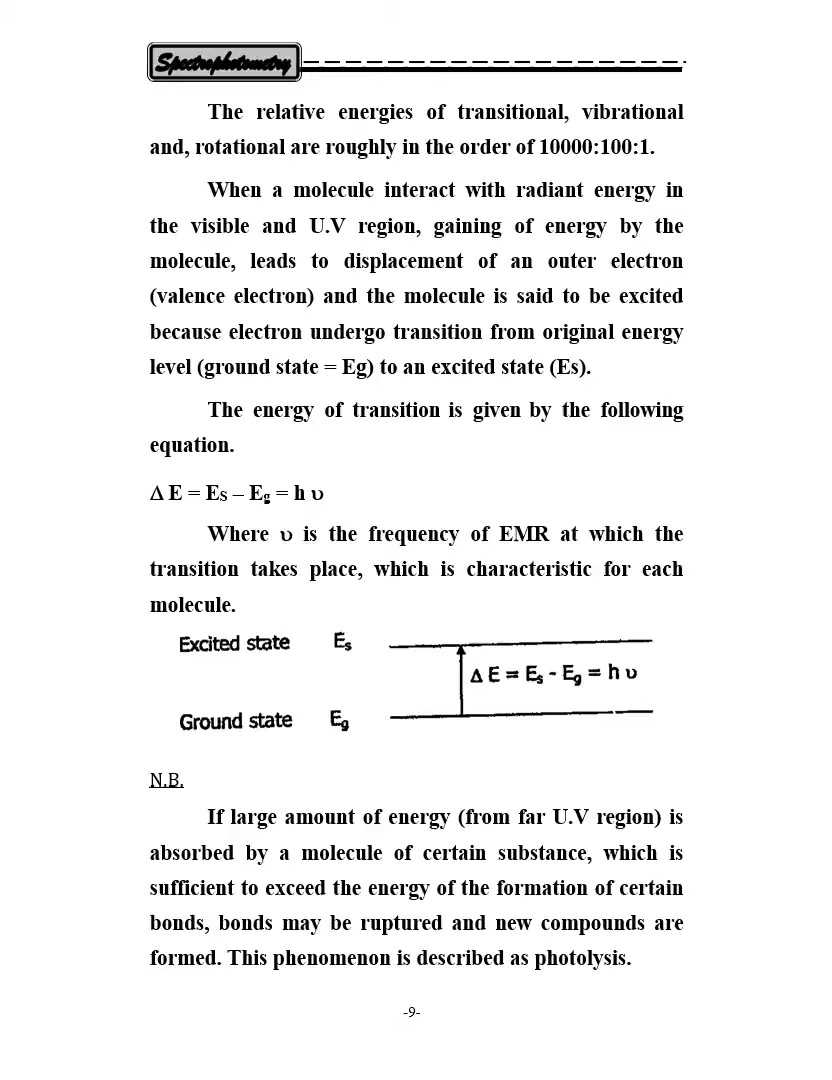 Spectrophotometry
The relative energies of transitional, vibrational
and, rotational are roughly in the order of 10000:100:1.
When a molecule interact with radiant energy in
the visible and U.V region, gaining of energy by the
molecule, leads to displacement of an outer electron
(valence electron) and the molecule is said to be excited
because electron undergo transition from original energy
level (ground state = Eg) to an excited state (Es).
The energy of transition is given by the following
equation.
Δ E = Es – Eg = h υ
Where υ is the frequency of EMR at which the
transition takes place, which is characteristic for each
molecule.
Excited state Es
Δ E = Es - Eg = h υ
Ground state Eg
N.B.
If large amount of energy (from far U.V region) is
absorbed by a molecule of certain substance, which is
sufficient to exceed the energy of the formation of certain
bonds, bonds may be ruptured and new compounds are
formed. This phenomenon is described as photolysis.
-9-